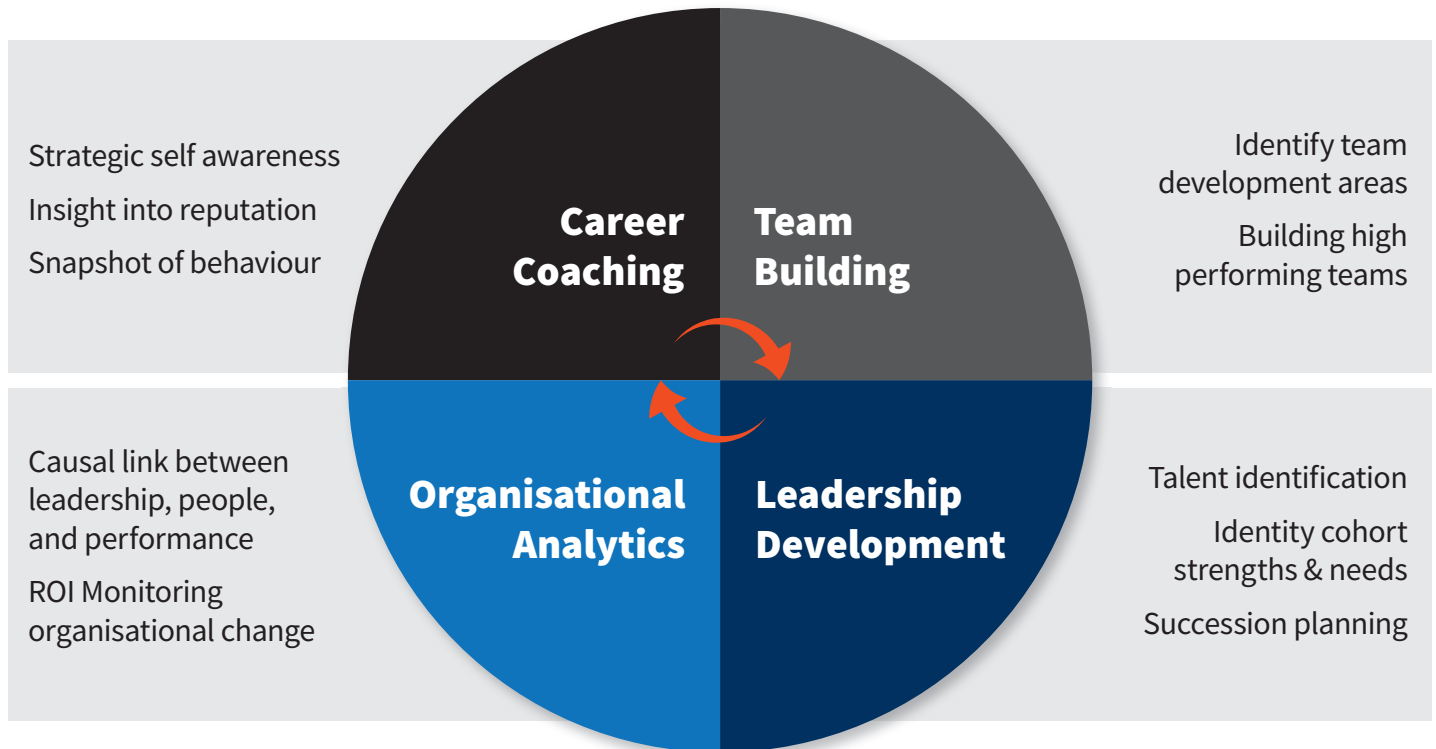 Strategic self awareness
Insight into reputation
Snapshot of behaviour
Career
Coaching
Team
Building
Identify team
development areas
Building high
performing teams
Causal link between
leadership, people,
and performance
ROI Monitoring
organisational change
Organisational
Analytics
Leadership
Development
Talent identification
Identity cohort
strengths & needs
Succession planning